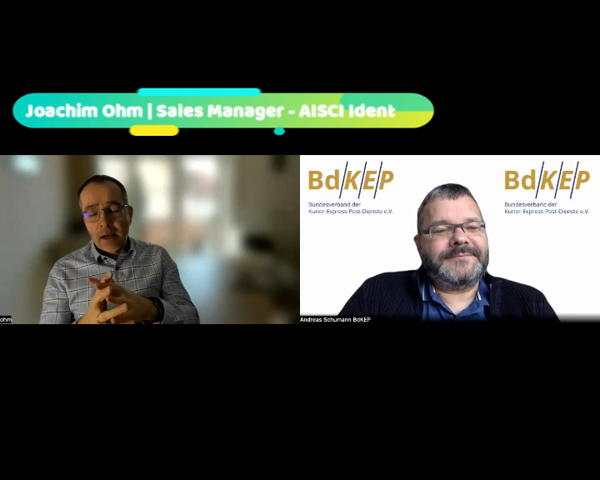 Joachim Ohm | Sales Manager - AISCI Ident
BdKEP
Bundesverband der
Kurier-Express-Post-Dienste e.V.
BdKEP
Bundesverband der
Kurier-Express-Post-Dienste e.V.
ohm
Andreas Schumann BdKEP